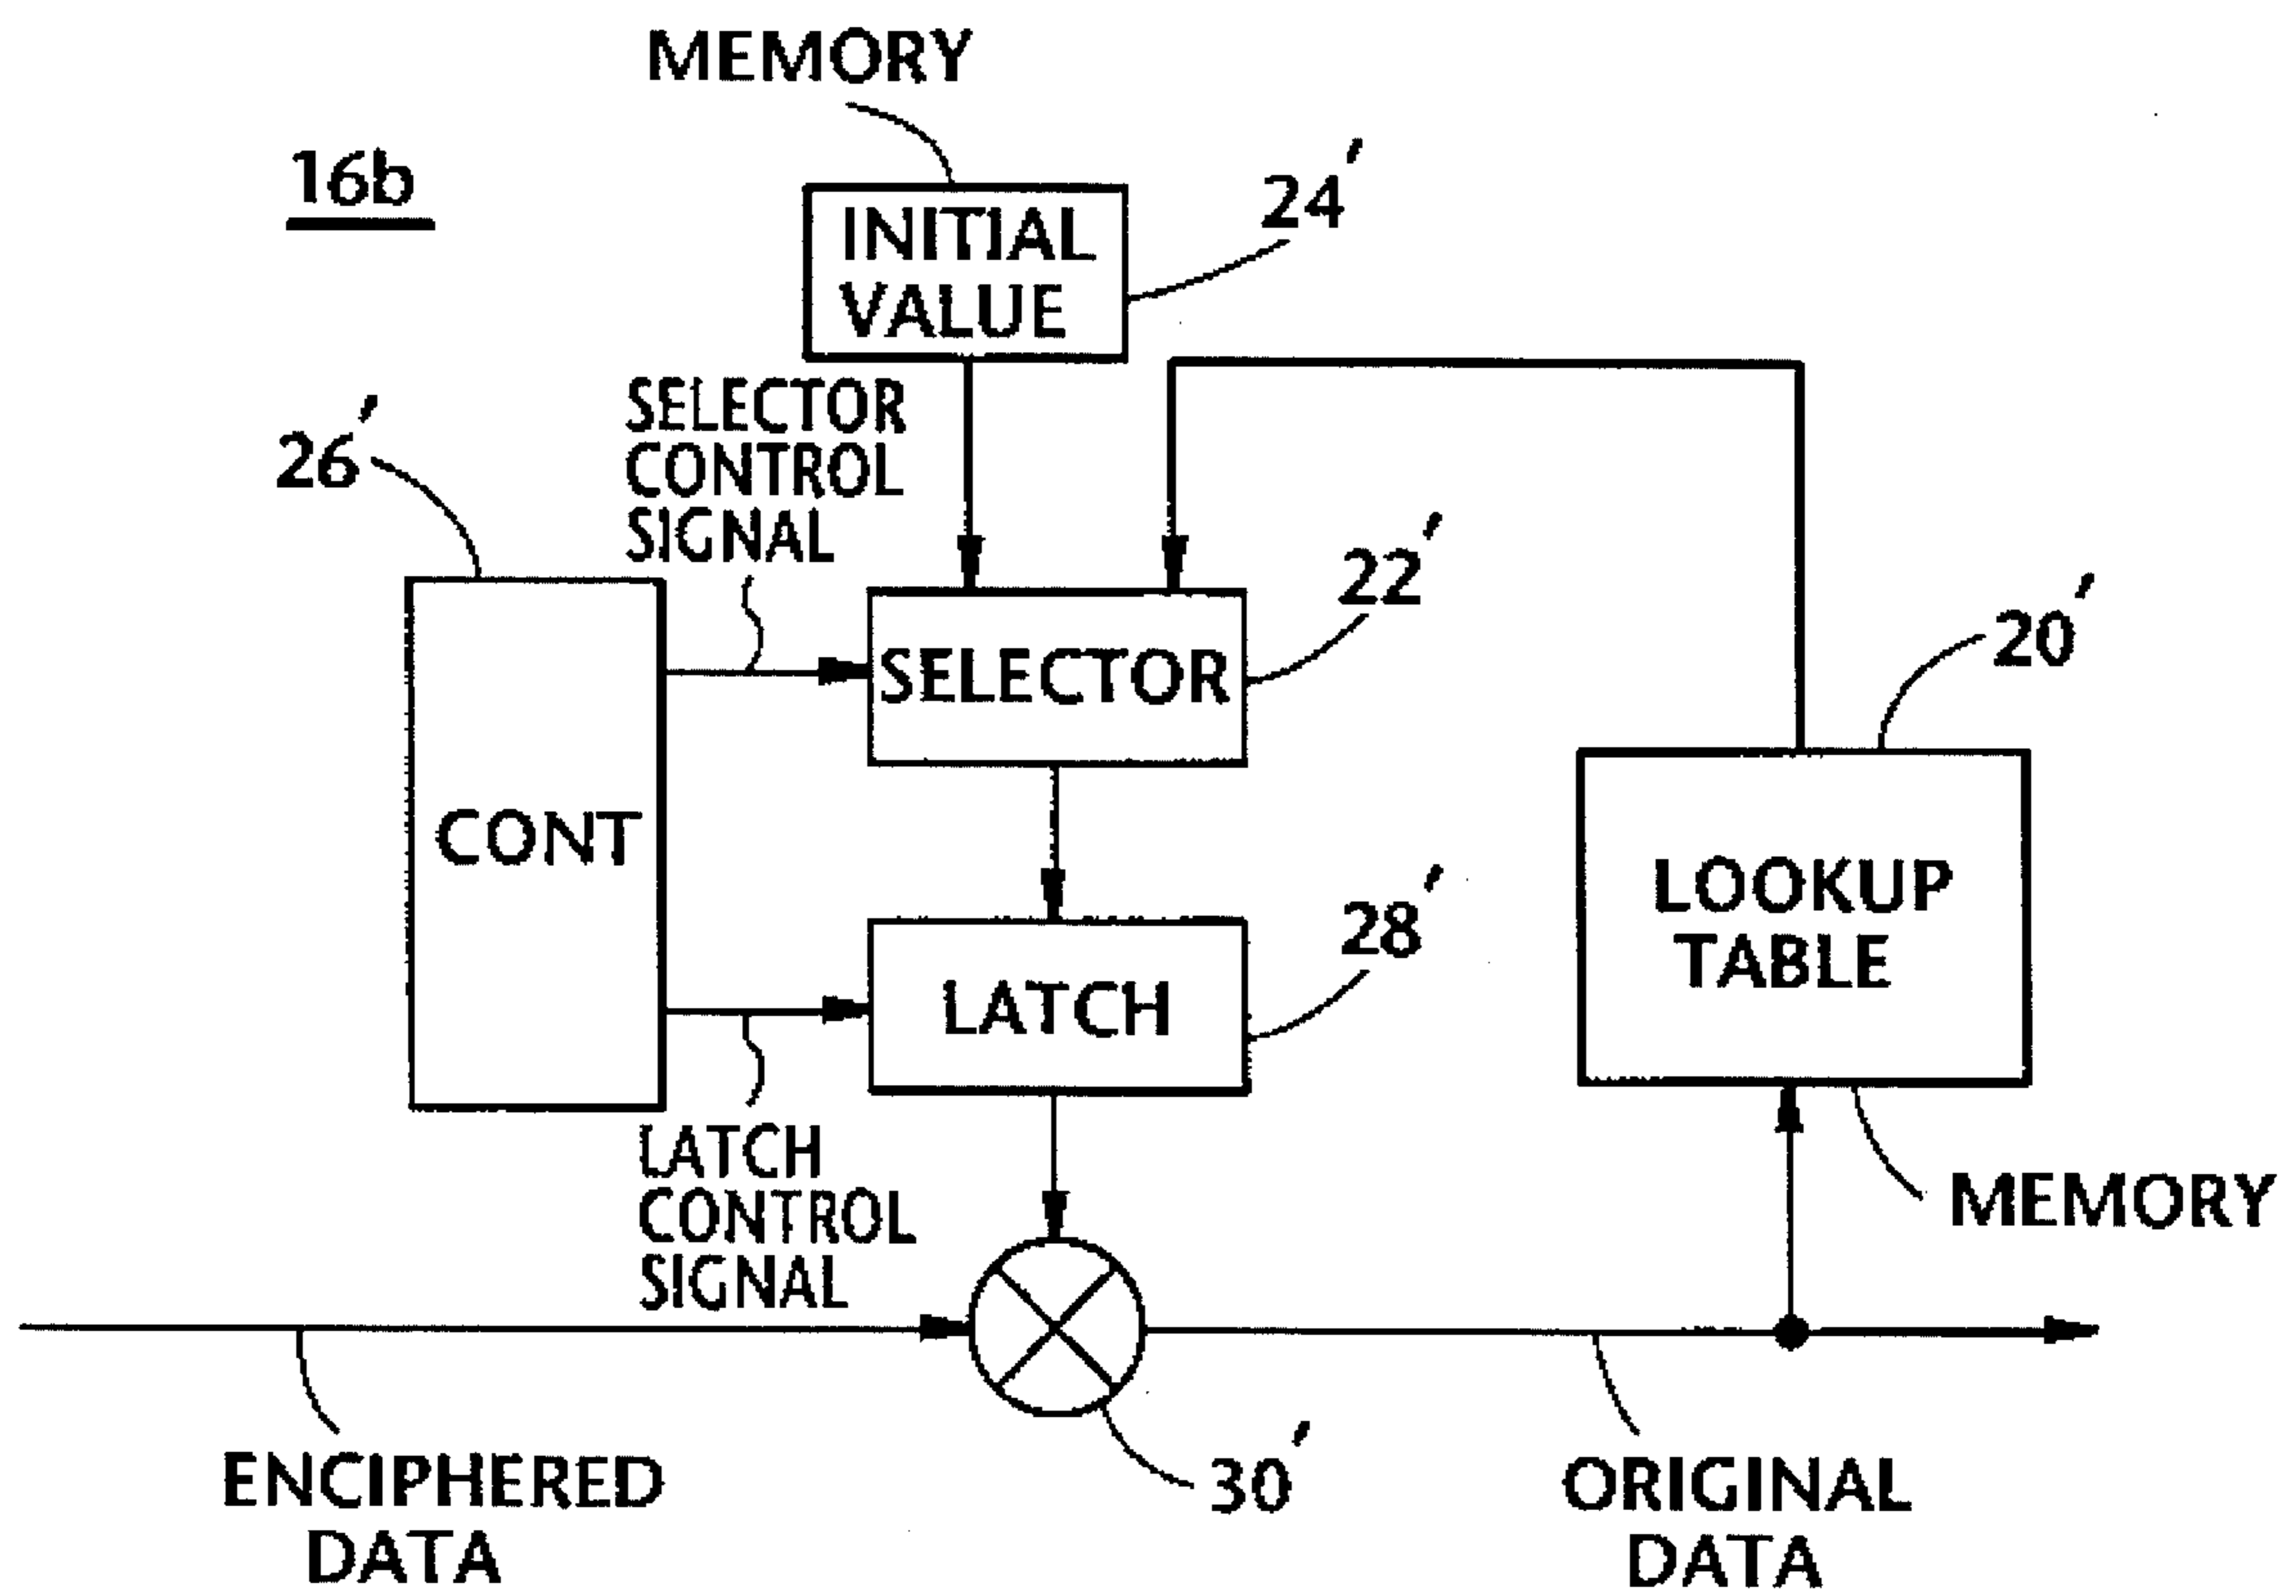 MEMORY
16b
24'
INITIAL
VALUE
SELECTOR
CONTROL
SIGNAL
26'
22'
20'
SELECTOR
CONT
LOOKUP
TABLE
28'
LATCH
LATCH
CONTROL
SIGNAL
MEMORY
30'
ENCIPHERED
DATA
ORIGINAL
DATA